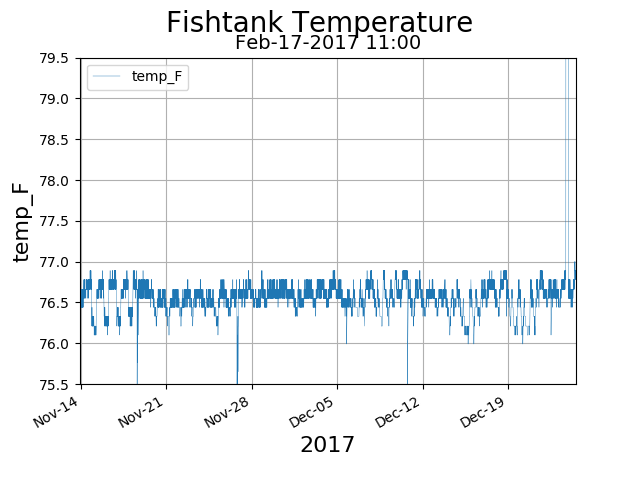 Fishtank Temperature
Feb-17-2017 11:00
temp_F
79.5
79.0
78.5
78.0
77.5
77.0
76.5
76.0
75.5
temp_F
Nov-14
Nov-21
Nov-28
Dec-05
Dec-12
Dec-19
2017